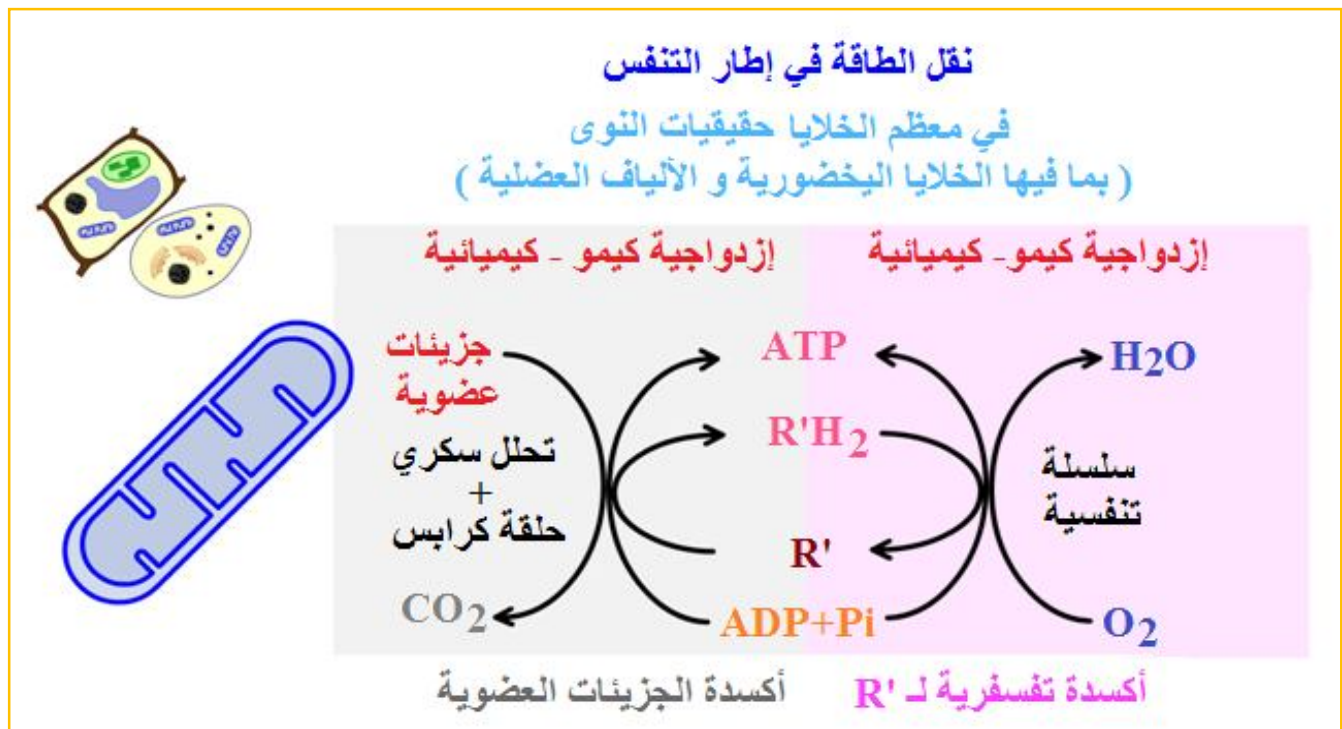 نقل الطاقة في إطار التنفس
في معظم الخلايا حقيقيات النوى
( بما فيها الخلايا اليخضورية و الألياف العضلية )
إزدواجية كيمو- كيميائية
إزدواجية كيمو - كيميائية
H2O
ATP
جزيئات
عضوية
R'H2
سلسلة
تنفسية
تحلل سكري
+
حلقة كرابس
R'
O2
ADP+Pi
CO2
أكسدة تفسفرية لـ R'
أكسدة الجزيئات العضوية